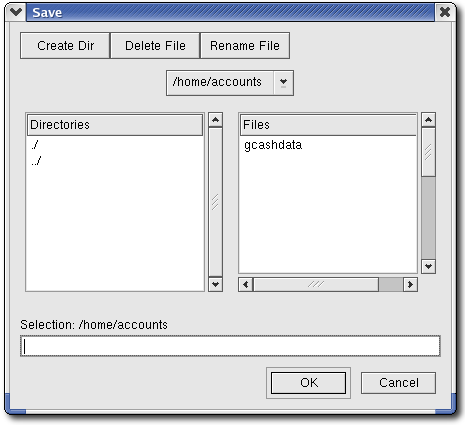 Save
Create Dir Delete File Rename File
/home/accounts
Directories Files
./ gcashdata
../
Selection: /home/accounts
OK Cancel